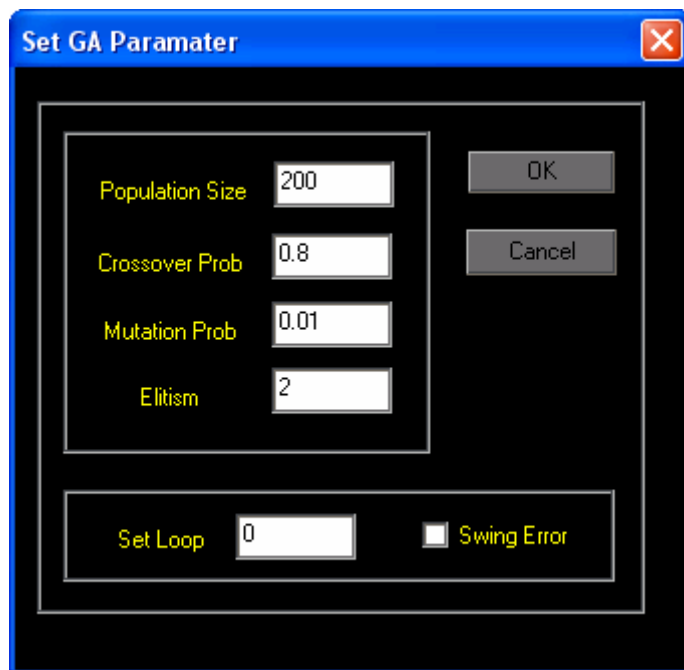 Set GA Paramater
Population Size 200
OK
Crossover Prob 0.8
Cancel
Mutation Prob 0.01
Elitism 2
Set Loop 0
Swing Error